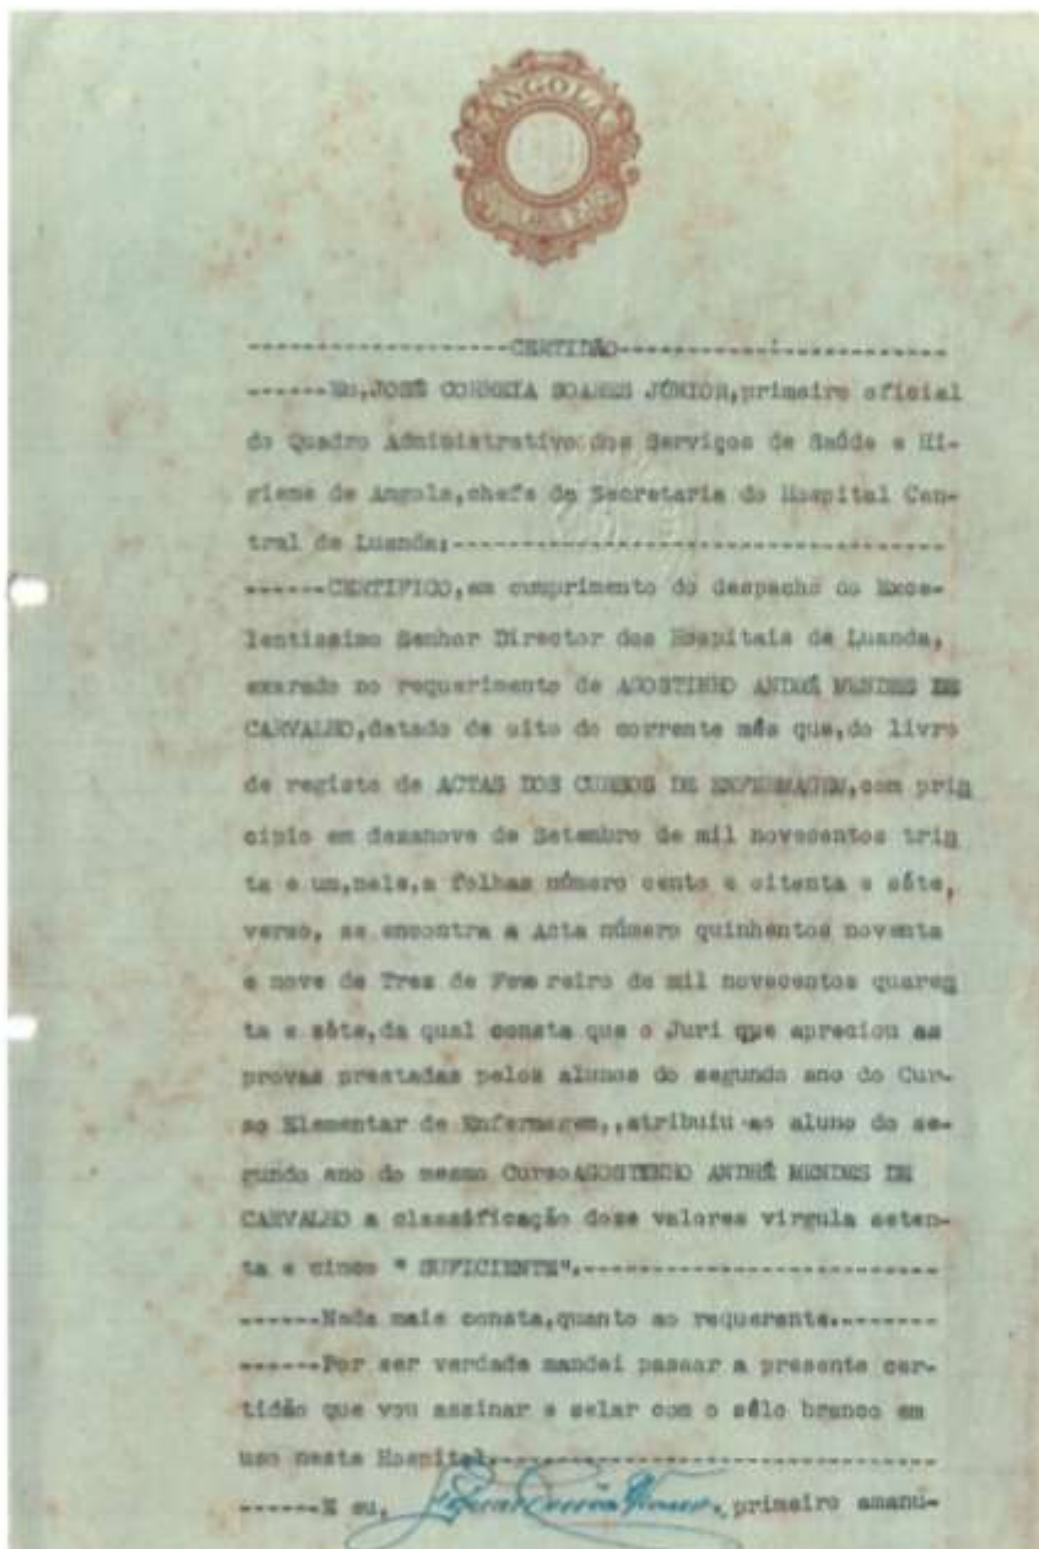 ANGOLA
--------------------CERTIDÃO-------------------------
------Eu,JOSÉ CORREIA SOARES JÚNIOR,primeiro oficial
do Quadro Administrativo dos Serviços de Saúde e Hi-
giene de Angola,chefe da Secretaria do Hospital Cen-
tral de Luanda:--------------------------------------
------CERTIFICO,em cumprimento do despacho do Exce-
lentissimo Senhor Director dos Hospitais de Luanda,
exarado no requerimento de AGOSTINHO ANDRÉ MENDES DE
CARVALHO,datado de oito do corrente mês que,do livro
de registo de ACTAS DOS CURSOS DE ENFERMAGEM,com prin
cipio em dezanove de Setembro de mil novecentos trin
ta e um,nele,a folhas número cento e oitenta e séte,
verso, se encontra a Acta número quinhentos noventa
e nove de Tres de Feve reiro de mil novecentos quaren
ta e séte,da qual consta que o Juri que apreciou as
provas prestadas pelos alunos do segundo ano do Cur-
so Elementar de Enfermagem,,atribuiu ao aluno do se-
gundo ano do mesmo CursoAGOSTINHO ANDRÉ MENDES DE
CARVALHO a classificação doze valores virgula seten-
ta e cinco " SUFICIENTE".---------------------------
------Nada mais consta,quanto ao requerente.--------
------Por ser verdade mandei passar a presente cer-
tidão que vou assinar e selar com o sêlo branco em
uso neste Hospital.---------------------------------
------E eu, , primeiro amanu-